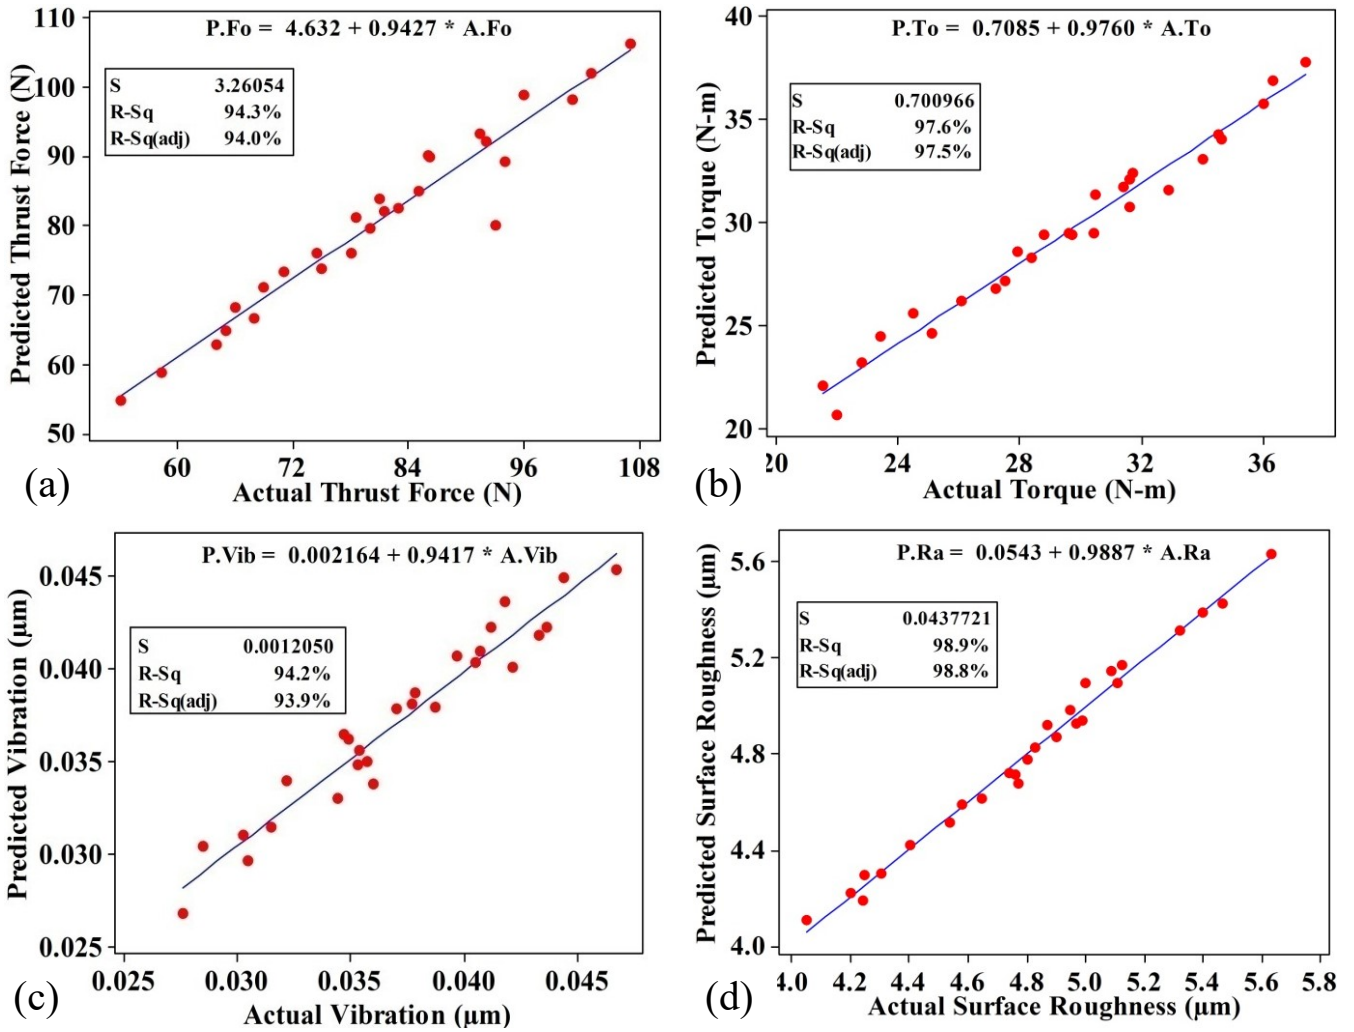 P.Fo = 4.632 + 0.9427 * A.Fo
S 3.26054
R-Sq 94.3%
R-Sq(adj) 94.0%
Predicted Thrust Force (N)
110
100
90
80
70
60
50
60 72 84 96 108
(a)
Actual Thrust Force (N)
P.To = 0.7085 + 0.9760 * A.To
S 0.700966
R-Sq 97.6%
R-Sq(adj) 97.5%
Predicted Torque (N-m)
40
35
30
25
20
20 24 28 32 36
(b)
Actual Torque (N-m)
P.Vib = 0.002164 + 0.9417 * A.Vib
S 0.0012050
R-Sq 94.2%
R-Sq(adj) 93.9%
Predicted Vibration (μm)
0.045
0.040
0.035
0.030
0.025
0.025 0.030 0.035 0.040 0.045
(c)
Actual Vibration (μm)
P.Ra = 0.0543 + 0.9887 * A.Ra
S 0.0437721
R-Sq 98.9%
R-Sq(adj) 98.8%
Predicted Surface Roughness (μm)
5.6
5.2
4.8
4.4
4.0
4.0 4.2 4.4 4.6 4.8 5.0 5.2 5.4 5.6 5.8
(d)
Actual Surface Roughness (μm)